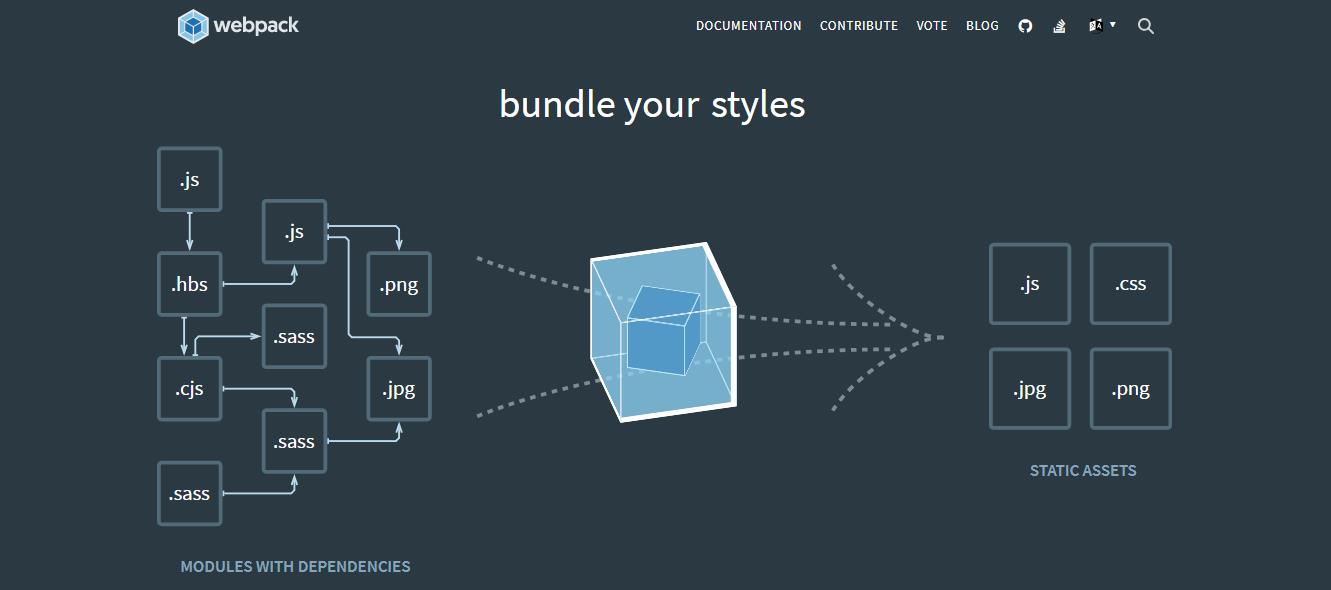 webpack
DOCUMENTATION CONTRIBUTE VOTE BLOG
bundle your styles
.js
.js
.hbs
.png
.sass
.cjs
.jpg
.sass
.sass
MODULES WITH DEPENDENCIES
.js .css
.jpg .png
STATIC ASSETS